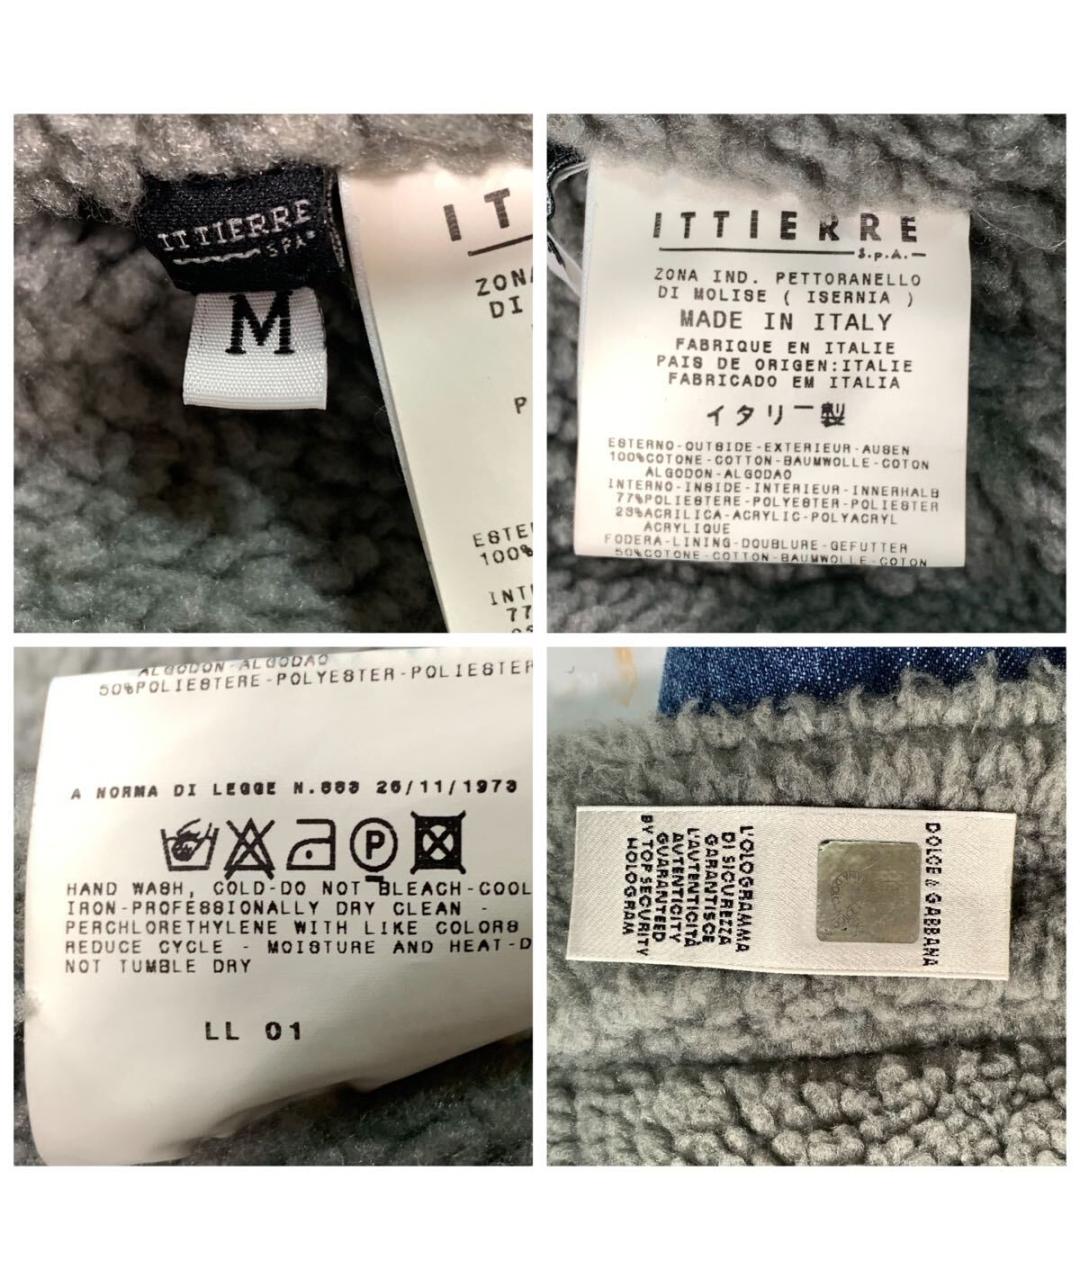 ITTIERRE
SPA
M
IT
ZONA
DI
P
ESTE
100%
INT
77
ITTIERRE
S.p.A.
ZONA IND. PETTORANELLO
DI MOLISE ( ISERNIA )
MADE IN ITALY
FABRIQUE EN ITALIE
PAIS DE ORIGEN:ITALIE
FABRICADO EM ITALIA
イタリー製
ESTERNO-OUTSIDE-EXTERIEUR-AUSEN
100%COTONE-COTTON-BAUMWOLLE-COTON
ALGODON-ALGODAO
INTERNO-INSIDE-INTERIEUR-INNERHALB
77%POLIESTERE-POLYESTER-POLIESTER
23%ACRILICA-ACRYLIC-POLYACRYL
ACRYLIQUE
FODERA-LINING-DOUBLURE-GEFUTTER
50%COTONE-COTTON-BAUMWOLLE-COTON
ALGODON-ALGODAO
50%POLIESTERE-POLYESTER-POLIESTER
A NORMA DI LEGGE N.883 26/11/1973
P
HAND WASH, COLD-DO NOT BLEACH-COOL
IRON-PROFESSIONALLY DRY CLEAN -
PERCHLORETHYLENE WITH LIKE COLORS
REDUCE CYCLE - MOISTURE AND HEAT-D
NOT TUMBLE DRY
LL 01
DOLCE & GABBANA
L'OLOGRAMMA
DI SICUREZZA
GARANTISCE
L'AUTENTICITÀ
AUTENTICITY
GUARANTEED
BY TOP SECURITY
HOLOGRAM